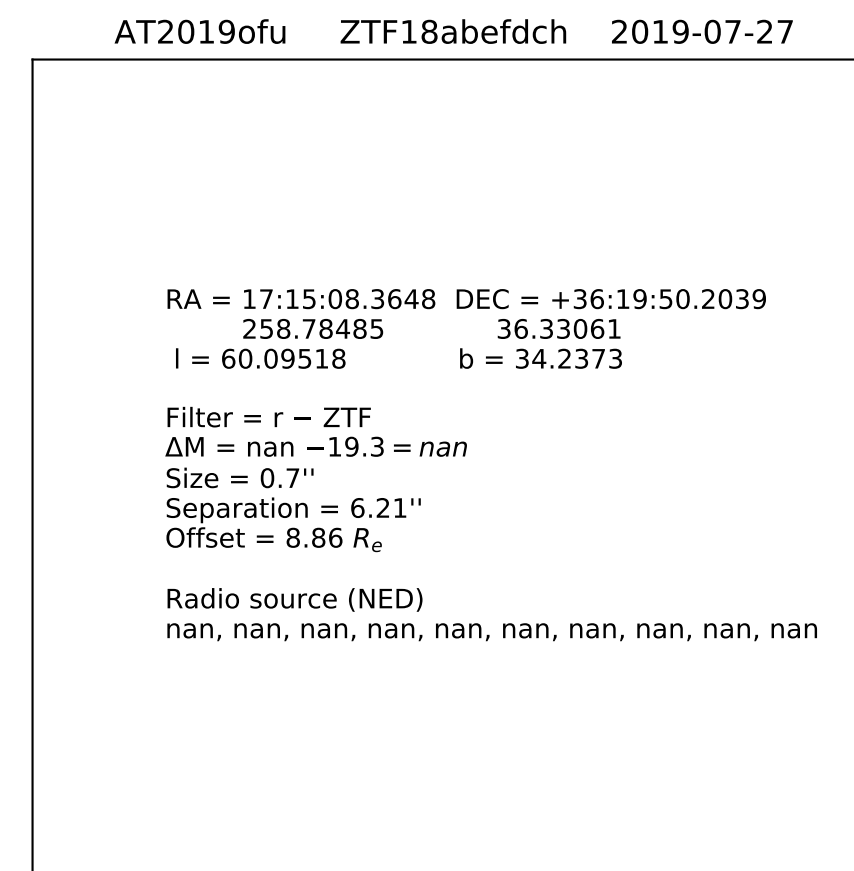 AT2019ofu ZTF18abefdch 2019-07-27
RA = 17:15:08.3648 DEC = +36:19:50.2039
258.78485 36.33061
l = 60.09518 b = 34.2373
Filter = r − ZTF
ΔM = nan −19.3 = nan
Size = 0.7''
Separation = 6.21''
Offset = 8.86 Re
Radio source (NED)
nan, nan, nan, nan, nan, nan, nan, nan, nan, nan